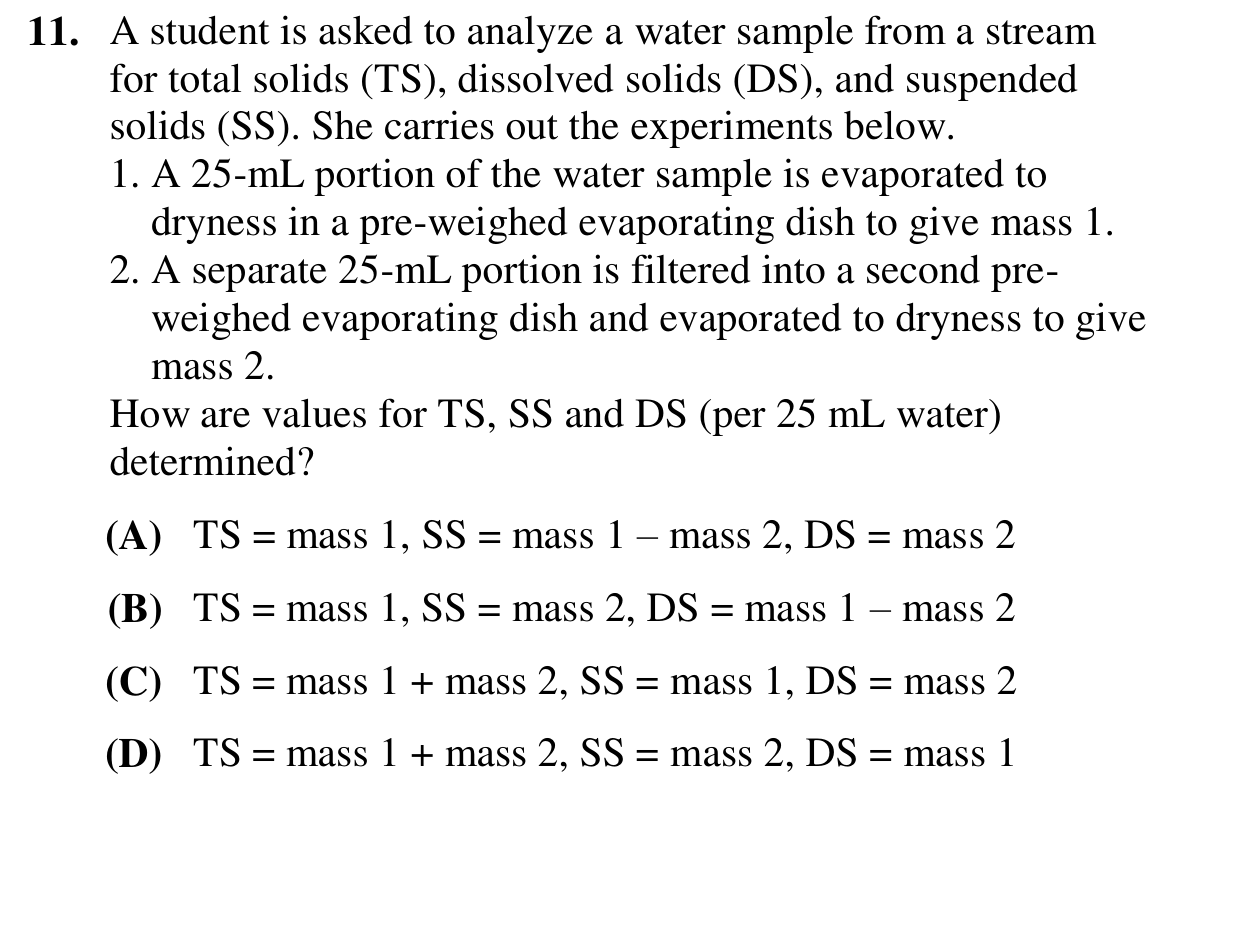 11. A student is asked to analyze a water sample from a stream
for total solids (TS), dissolved solids (DS), and suspended
solids (SS). She carries out the experiments below.
1. A 25-mL portion of the water sample is evaporated to
dryness in a pre-weighed evaporating dish to give mass 1.
2. A separate 25-mL portion is filtered into a second pre-
weighed evaporating dish and evaporated to dryness to give
mass 2.
How are values for TS, SS and DS (per 25 mL water)
determined?
(A) TS = mass 1, SS = mass 1 – mass 2, DS = mass 2
(B) TS = mass 1, SS = mass 2, DS = mass 1 – mass 2
(C) TS = mass 1 + mass 2, SS = mass 1, DS = mass 2
(D) TS = mass 1 + mass 2, SS = mass 2, DS = mass 1